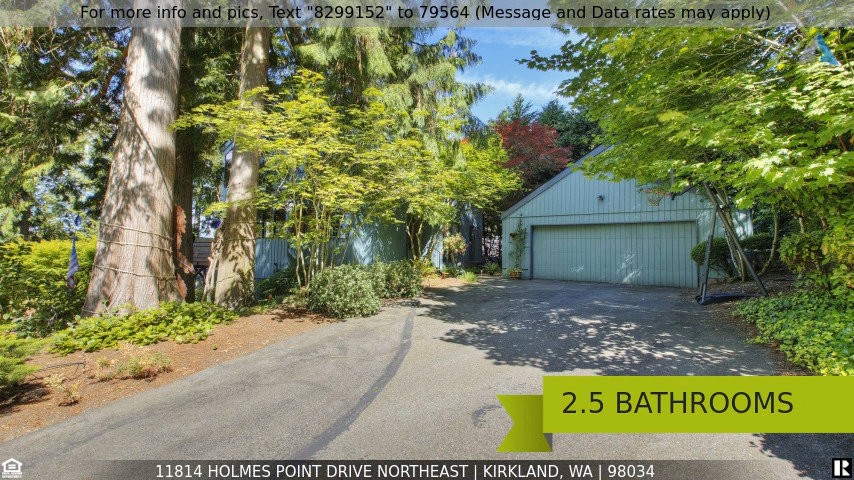 For more info and pics, Text "8299152" to 79564 (Message and Data rates may apply)
2.5 BATHROOMS
11814 HOLMES POINT DRIVE NORTHEAST | KIRKLAND, WA | 98034